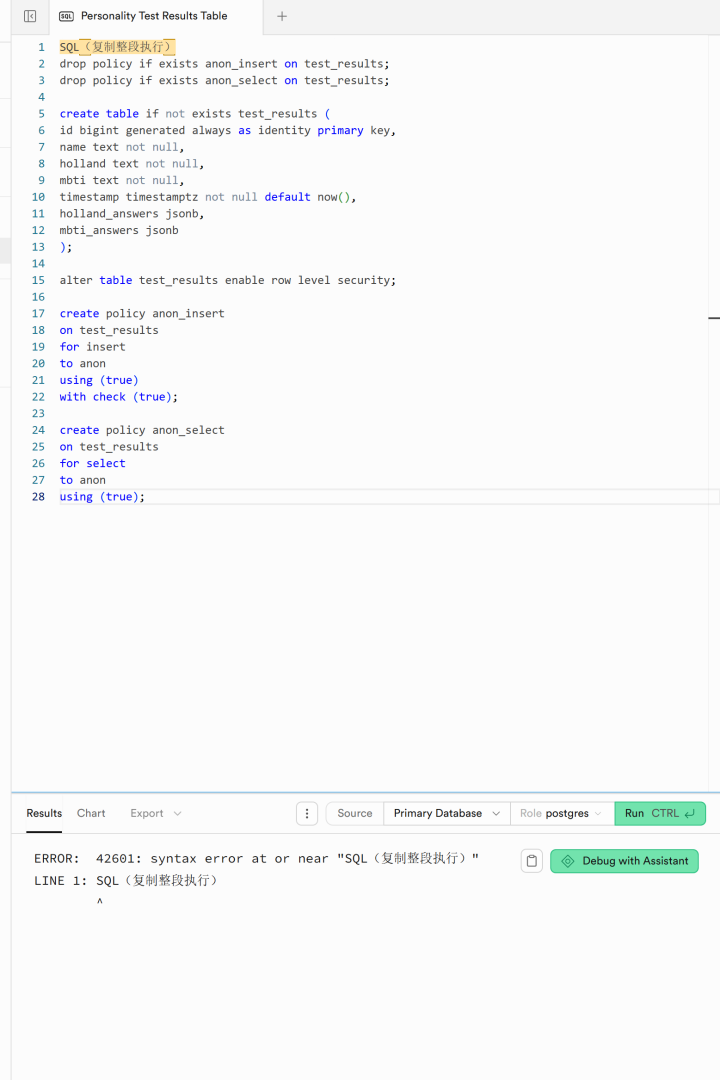 SQL Personality Test Results Table
1 SQL（复制整段执行）
2 drop policy if exists anon_insert on test_results;
3 drop policy if exists anon_select on test_results;
4
5 create table if not exists test_results (
6 id bigint generated always as identity primary key,
7 name text not null,
8 holland text not null,
9 mbti text not null,
10 timestamp timestamptz not null default now(),
11 holland_answers jsonb,
12 mbti_answers jsonb
13 );
14
15 alter table test_results enable row level security;
16
17 create policy anon_insert
18 on test_results
19 for insert
20 to anon
21 using (true)
22 with check (true);
23
24 create policy anon_select
25 on test_results
26 for select
27 to anon
28 using (true);
Results Chart Export Source Primary Database Role postgres Run CTRL
ERROR: 42601: syntax error at or near "SQL（复制整段执行）"
Debug with Assistant
LINE 1: SQL（复制整段执行）
^